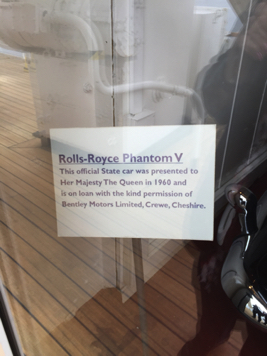 Rolls-Royce Phantom V
This official State car was presented to
Her Majesty The Queen in 1960 and
is on loan with the kind permission of
Bentley Motors Limited, Crewe, Cheshire.